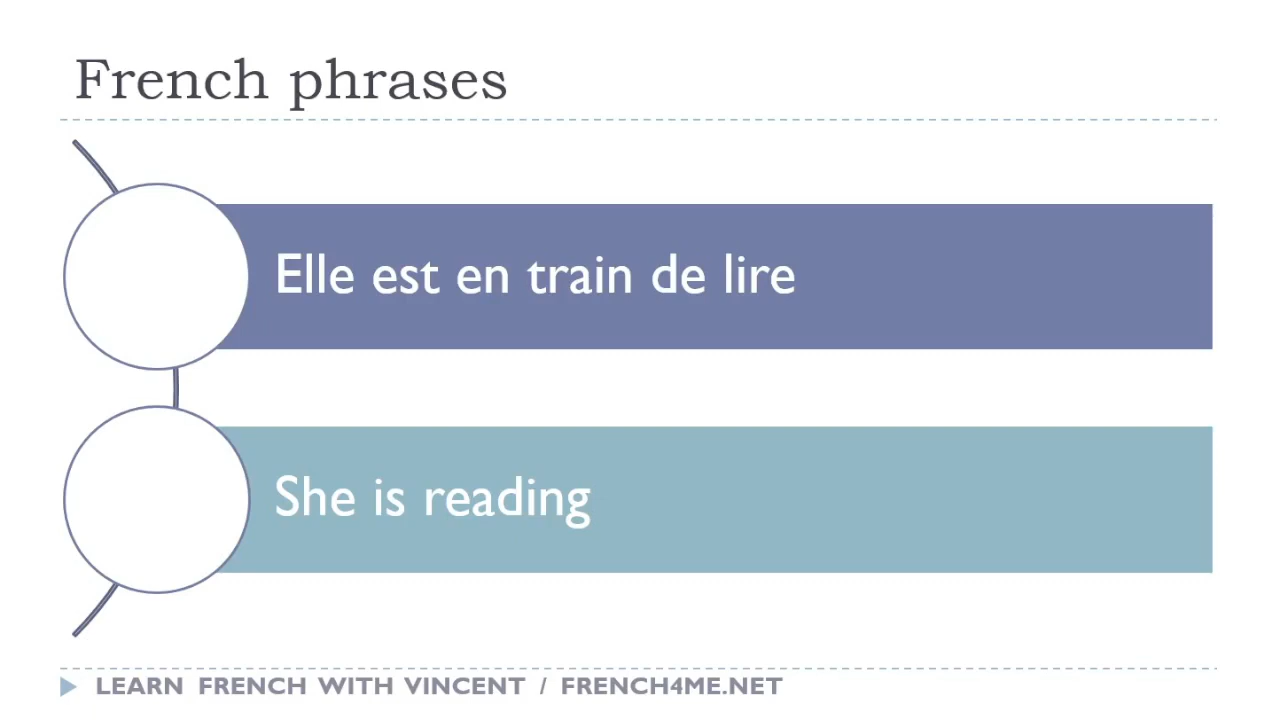 French phrases
Elle est en train de lire
She is reading
LEARN FRENCH WITH VINCENT / FRENCH4ME.NET